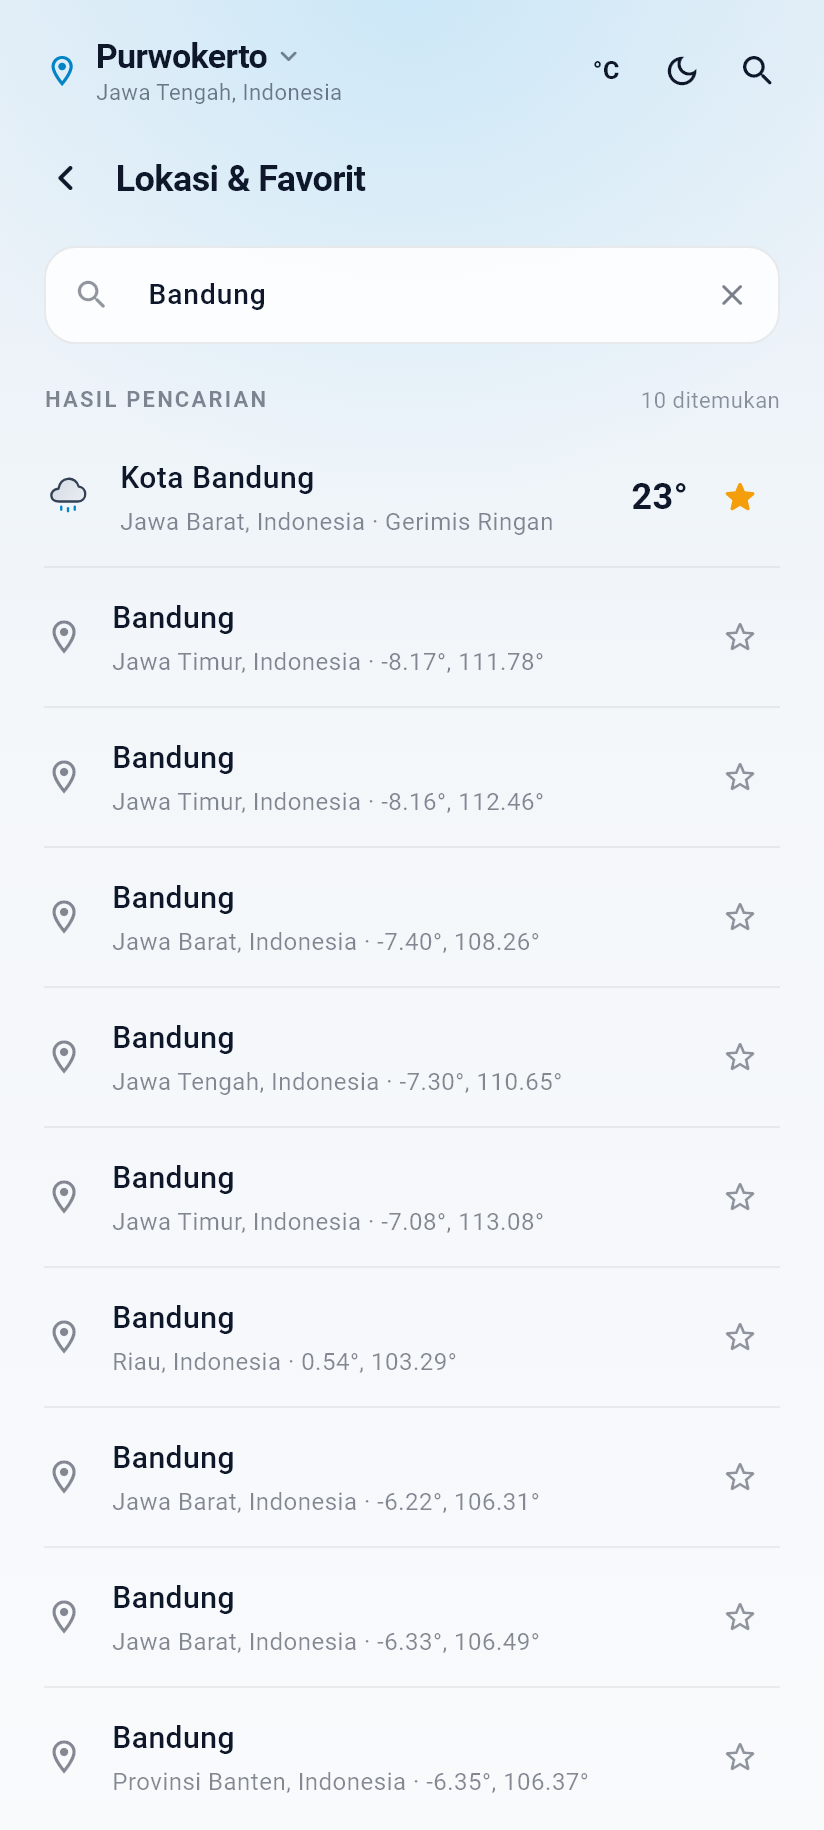 Purwokerto
Jawa Tengah, Indonesia
°C
Lokasi & Favorit
Bandung
HASIL PENCARIAN
10 ditemukan
Kota Bandung
Jawa Barat, Indonesia · Gerimis Ringan
23°
Bandung
Jawa Timur, Indonesia · -8.17°, 111.78°
Bandung
Jawa Timur, Indonesia · -8.16°, 112.46°
Bandung
Jawa Barat, Indonesia · -7.40°, 108.26°
Bandung
Jawa Tengah, Indonesia · -7.30°, 110.65°
Bandung
Jawa Timur, Indonesia · -7.08°, 113.08°
Bandung
Riau, Indonesia · 0.54°, 103.29°
Bandung
Jawa Barat, Indonesia · -6.22°, 106.31°
Bandung
Jawa Barat, Indonesia · -6.33°, 106.49°
Bandung
Provinsi Banten, Indonesia · -6.35°, 106.37°